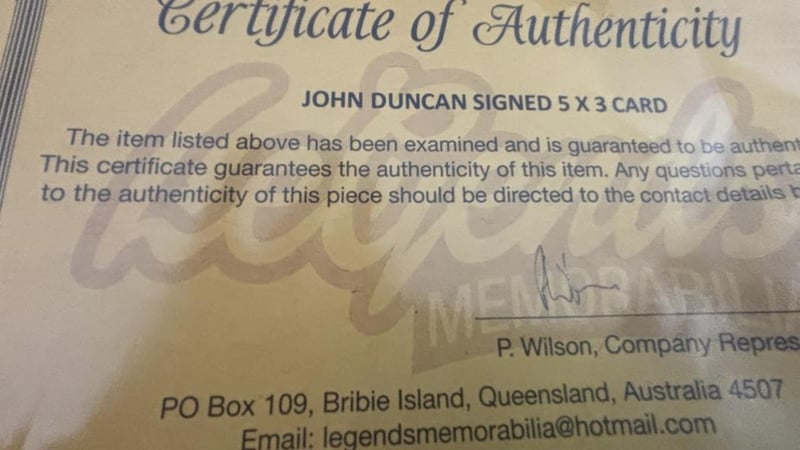 Certificate of Authenticity
JOHN DUNCAN SIGNED 5 X 3 CARD
The item listed above has been examined and is guaranteed to be authent
This certificate guarantees the authenticity of this item. Any questions perta
to the authenticity of this piece should be directed to the contact details b
Legends
MEMORABILIA
P. Wilson, Company Repres
PO Box 109, Bribie Island, Queensland, Australia 4507
Email: legendsmemorabilia@hotmail.com